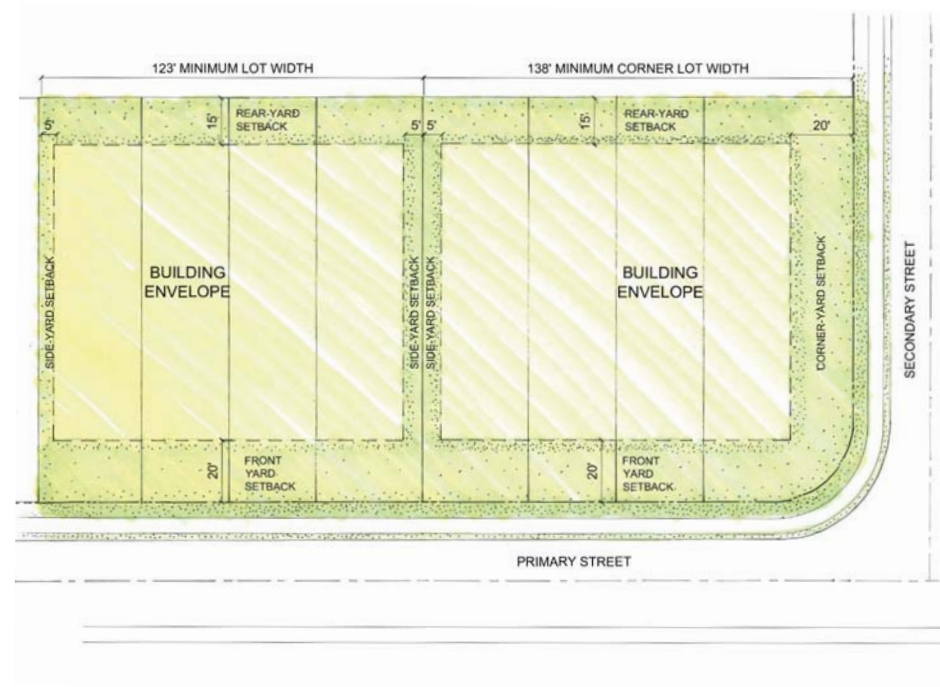 123' MINIMUM LOT WIDTH
138' MINIMUM CORNER LOT WIDTH
5'
15'
REAR-YARD
SETBACK
5'
5'
15'
REAR-YARD
SETBACK
20'
SIDE-YARD SETBACK
BUILDING
ENVELOPE
SIDE-YARD SETBACK
SIDE-YARD SETBACK
BUILDING
ENVELOPE
CORNER-YARD SETBACK
SECONDARY STREET
20'
FRONT
YARD
SETBACK
20'
FRONT
YARD
SETBACK
PRIMARY STREET